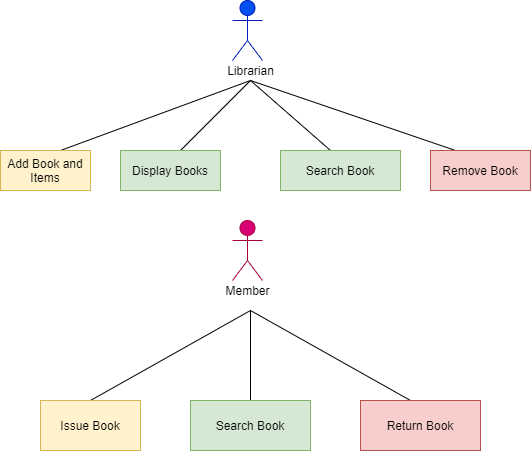 Librarian
Add Book and
Items
Display Books
Search Book
Remove Book
Member
Issue Book
Search Book
Return Book